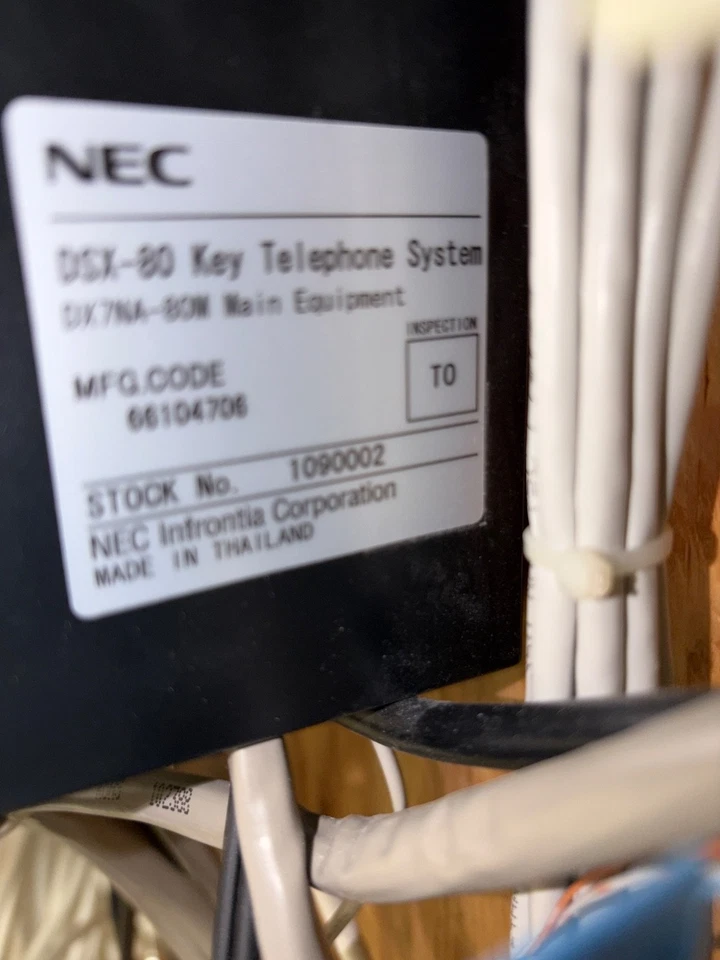 NEC
DSX-80 Key Telephone System
DX7NA-80M Main Equipment
INSPECTION
TO
MFG.CODE
66104706
STOCK No. 1090002
NEC Infrontia Corporation
MADE IN THAILAND